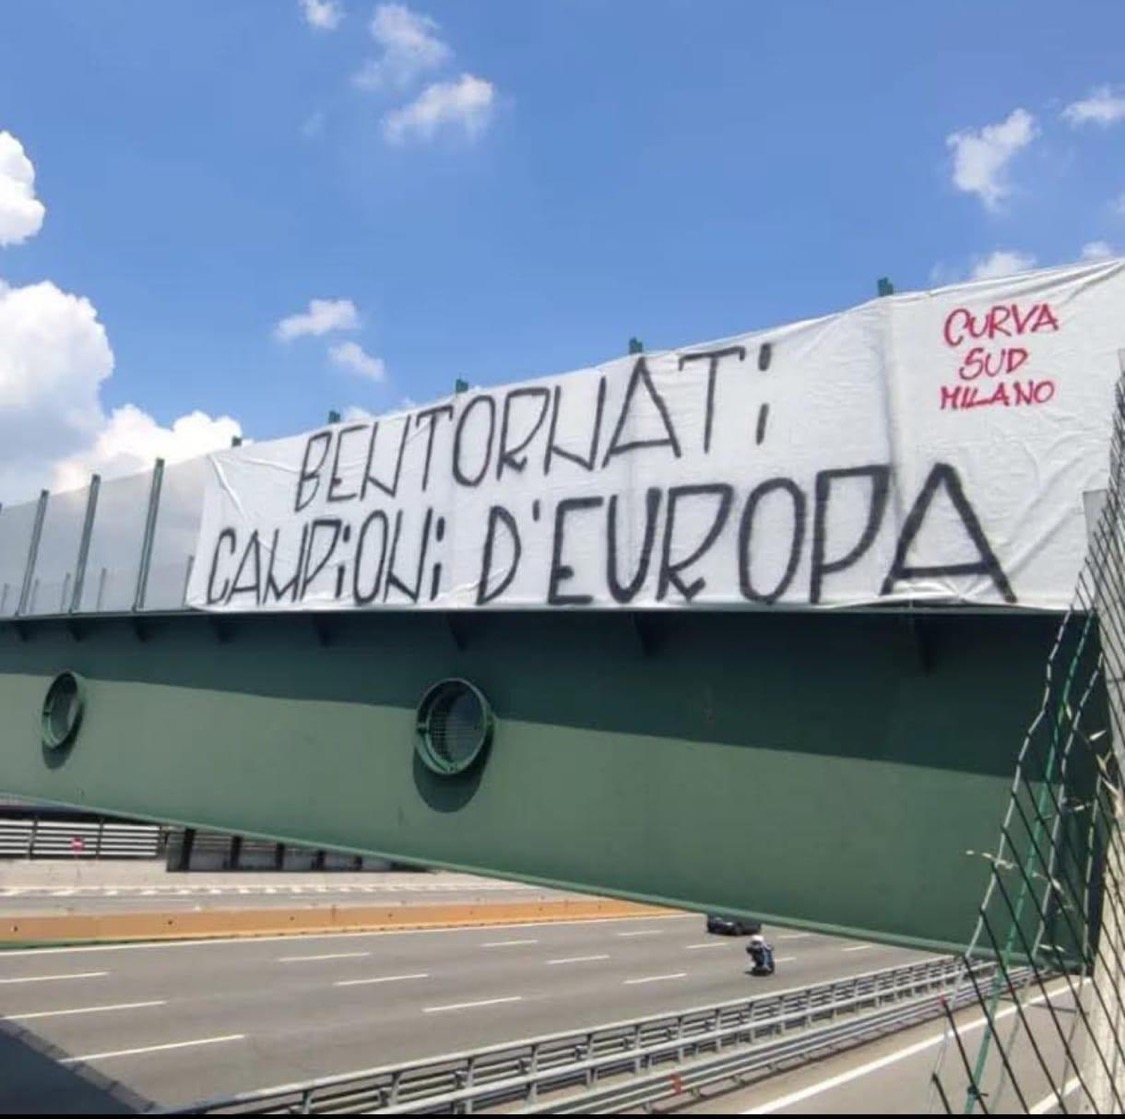 BENTORNATi
CAMPiONi D'EUROPA
CURVA
SUD
MILANO